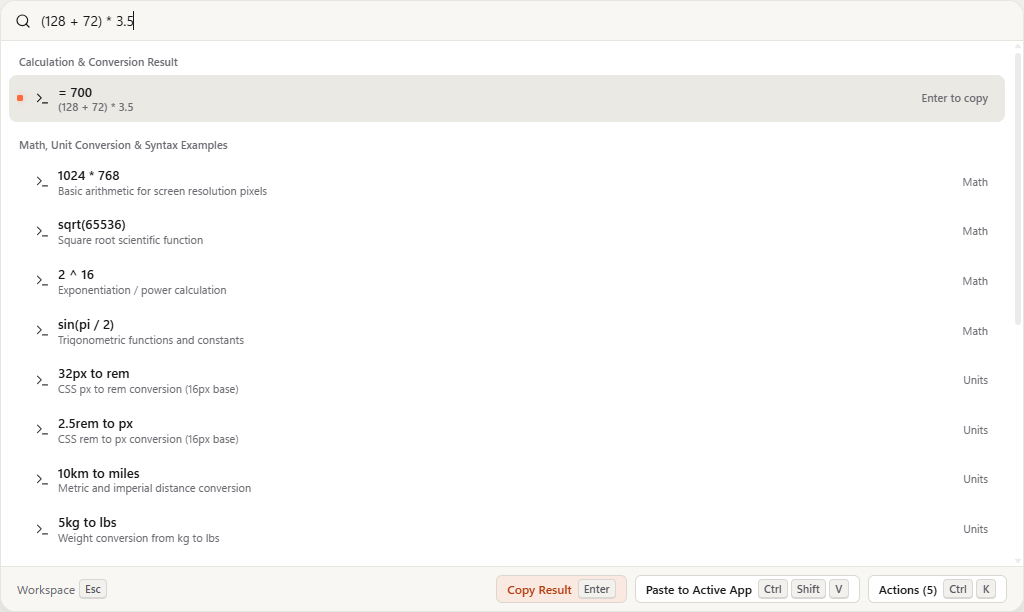 (128 + 72) * 3.5
Calculation & Conversion Result
= 700
(128 + 72) * 3.5
Enter to copy
Math, Unit Conversion & Syntax Examples
1024 * 768
Basic arithmetic for screen resolution pixels
Math
sqrt(65536)
Square root scientific function
Math
2 ^ 16
Exponentiation / power calculation
Math
sin(pi / 2)
Trigonometric functions and constants
Math
32px to rem
CSS px to rem conversion (16px base)
Units
2.5rem to px
CSS rem to px conversion (16px base)
Units
10km to miles
Metric and imperial distance conversion
Units
5kg to lbs
Weight conversion from kg to lbs
Units
Workspace Esc Copy Result Enter Paste to Active App Ctrl Shift V Actions (5) Ctrl K